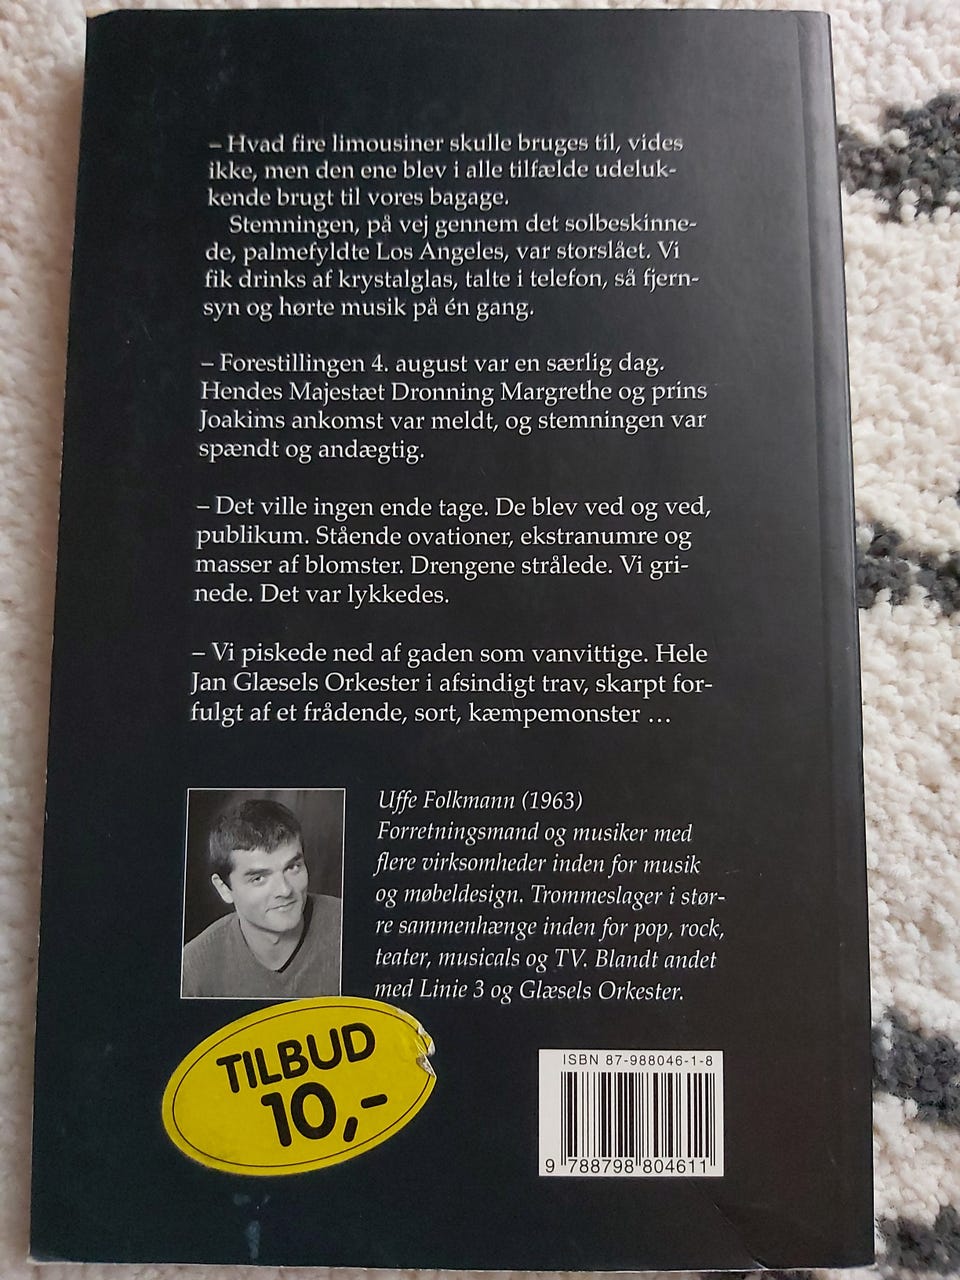 – Hvad fire limousiner skulle bruges til, vides
ikke, men den ene blev i alle tilfælde udeluk-
kende brugt til vores bagage.
Stemningen, på vej gennem det solbeskinne-
de, palmefyldte Los Angeles, var storslået. Vi
fik drinks af krystalglas, talte i telefon, så fjern-
syn og hørte musik på én gang.
– Forestillingen 4. august var en særlig dag.
Hendes Majestæt Dronning Margrethe og prins
Joakims ankomst var meldt, og stemningen var
spændt og andægtig.
– Det ville ingen ende tage. De blev ved og ved,
publikum. Stående ovationer, ekstranumre og
masser af blomster. Drengene strålede. Vi gri-
nede. Det var lykkedes.
– Vi piskede ned af gaden som vanvittige. Hele
Jan Glæsels Orkester i afsindigt trav, skarpt for-
fulgt af et frådende, sort, kæmpemonster ...
Uffe Folkmann (1963)
Forretningsmand og musiker med
flere virksomheder inden for musik
og møbeldesign. Trommeslager i stør-
re sammenhænge inden for pop, rock,
teater, musicals og TV. Blandt andet
med Linie 3 og Glæsels Orkester.
TILBUD
10,-
ISBN 87-988046-1-8
9 788798 804611